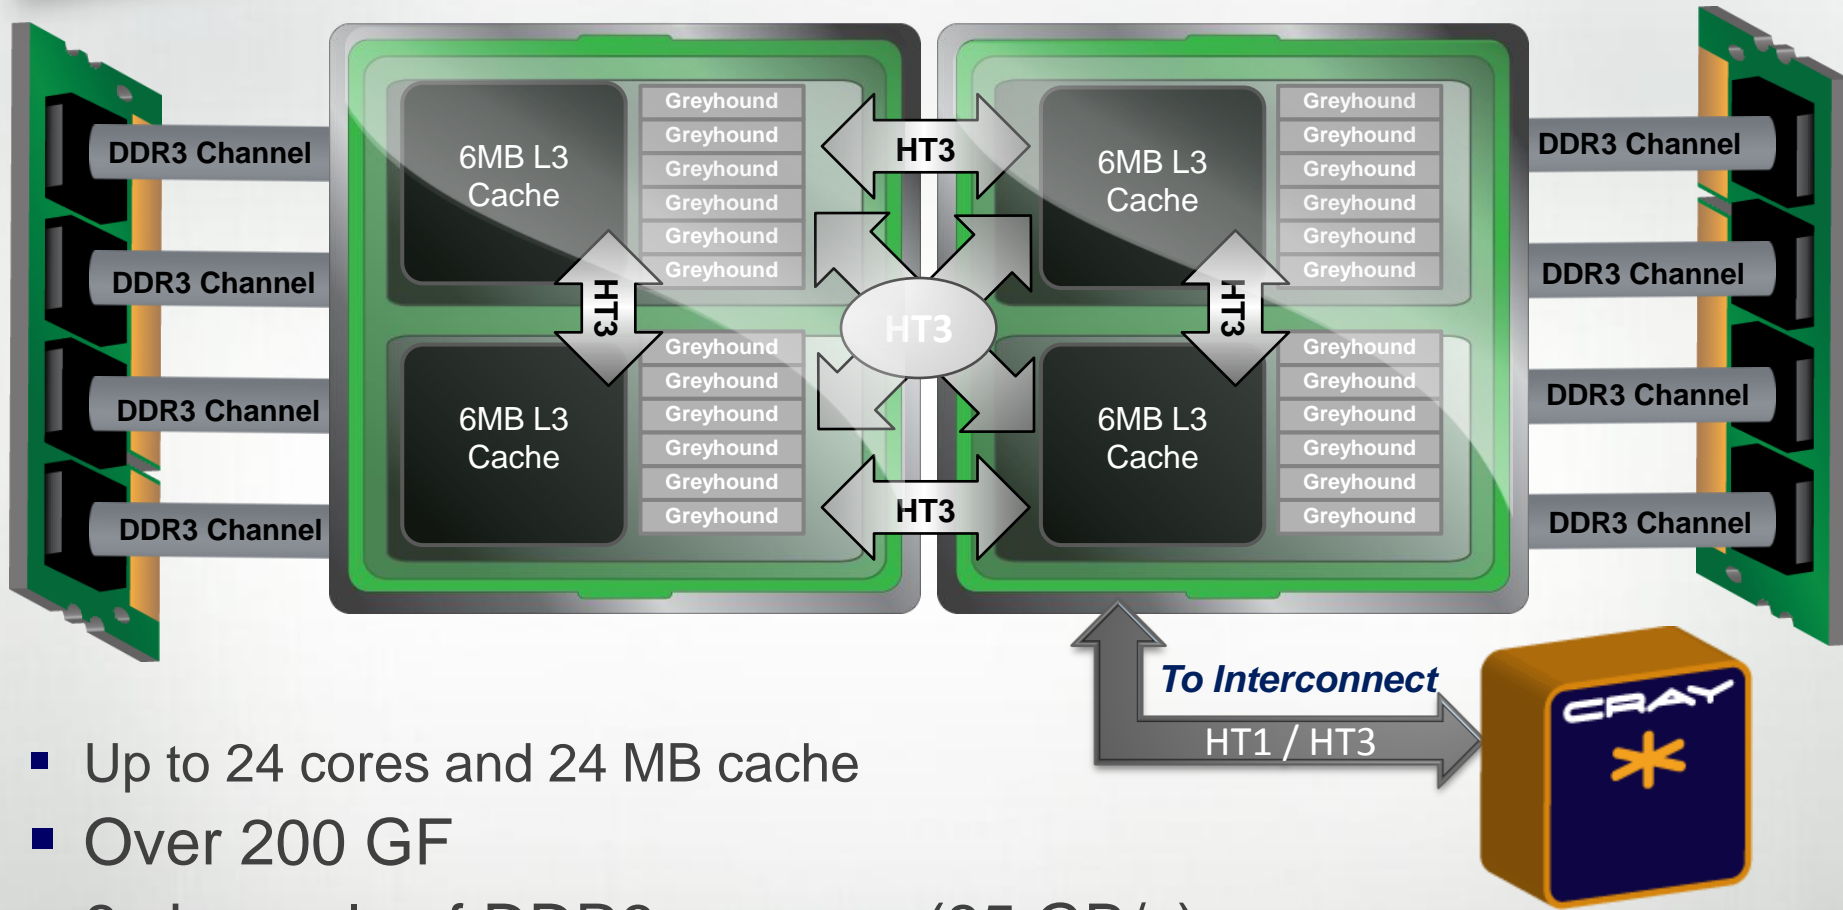 DDR3 Channel
DDR3 Channel
DDR3 Channel
DDR3 Channel
6MB L3
Cache
Greyhound
Greyhound
Greyhound
Greyhound
Greyhound
Greyhound
HT3
6MB L3
Cache
Greyhound
Greyhound
Greyhound
Greyhound
Greyhound
Greyhound
HT3
HT3
HT3
6MB L3
Cache
Greyhound
Greyhound
Greyhound
Greyhound
Greyhound
Greyhound
HT3
6MB L3
Cache
Greyhound
Greyhound
Greyhound
Greyhound
Greyhound
Greyhound
DDR3 Channel
DDR3 Channel
DDR3 Channel
DDR3 Channel
To Interconnect
HT1 / HT3
CRAY
Up to 24 cores and 24 MB cache
Over 200 GF